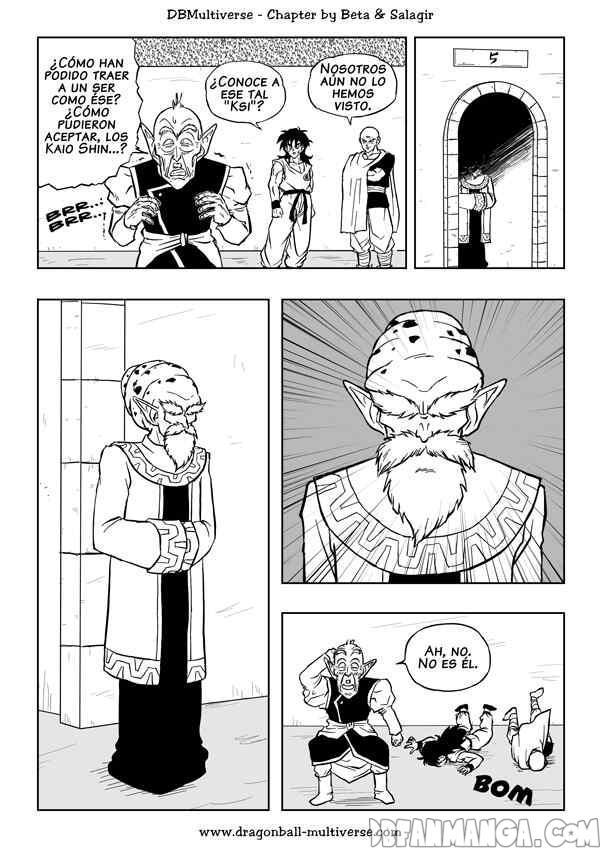 DBMultiverse - Chapter by Beta & Salagir
¿CÓMO HAN
PODIDO TRAER
A UN SER
COMO ÉSE?
¿CÓMO
PUDIERON
ACEPTAR, LOS
KAIO SHIN...?
¿CONOCE A
ESE TAL
"KSI"?
NOSOTROS
AÚN NO LO
HEMOS
VISTO.
BRR...
BRR...
5
AH, NO.
NO ES ÉL.
BOM
www.dragonball-multiverse.com
DBFANMANGA.COM